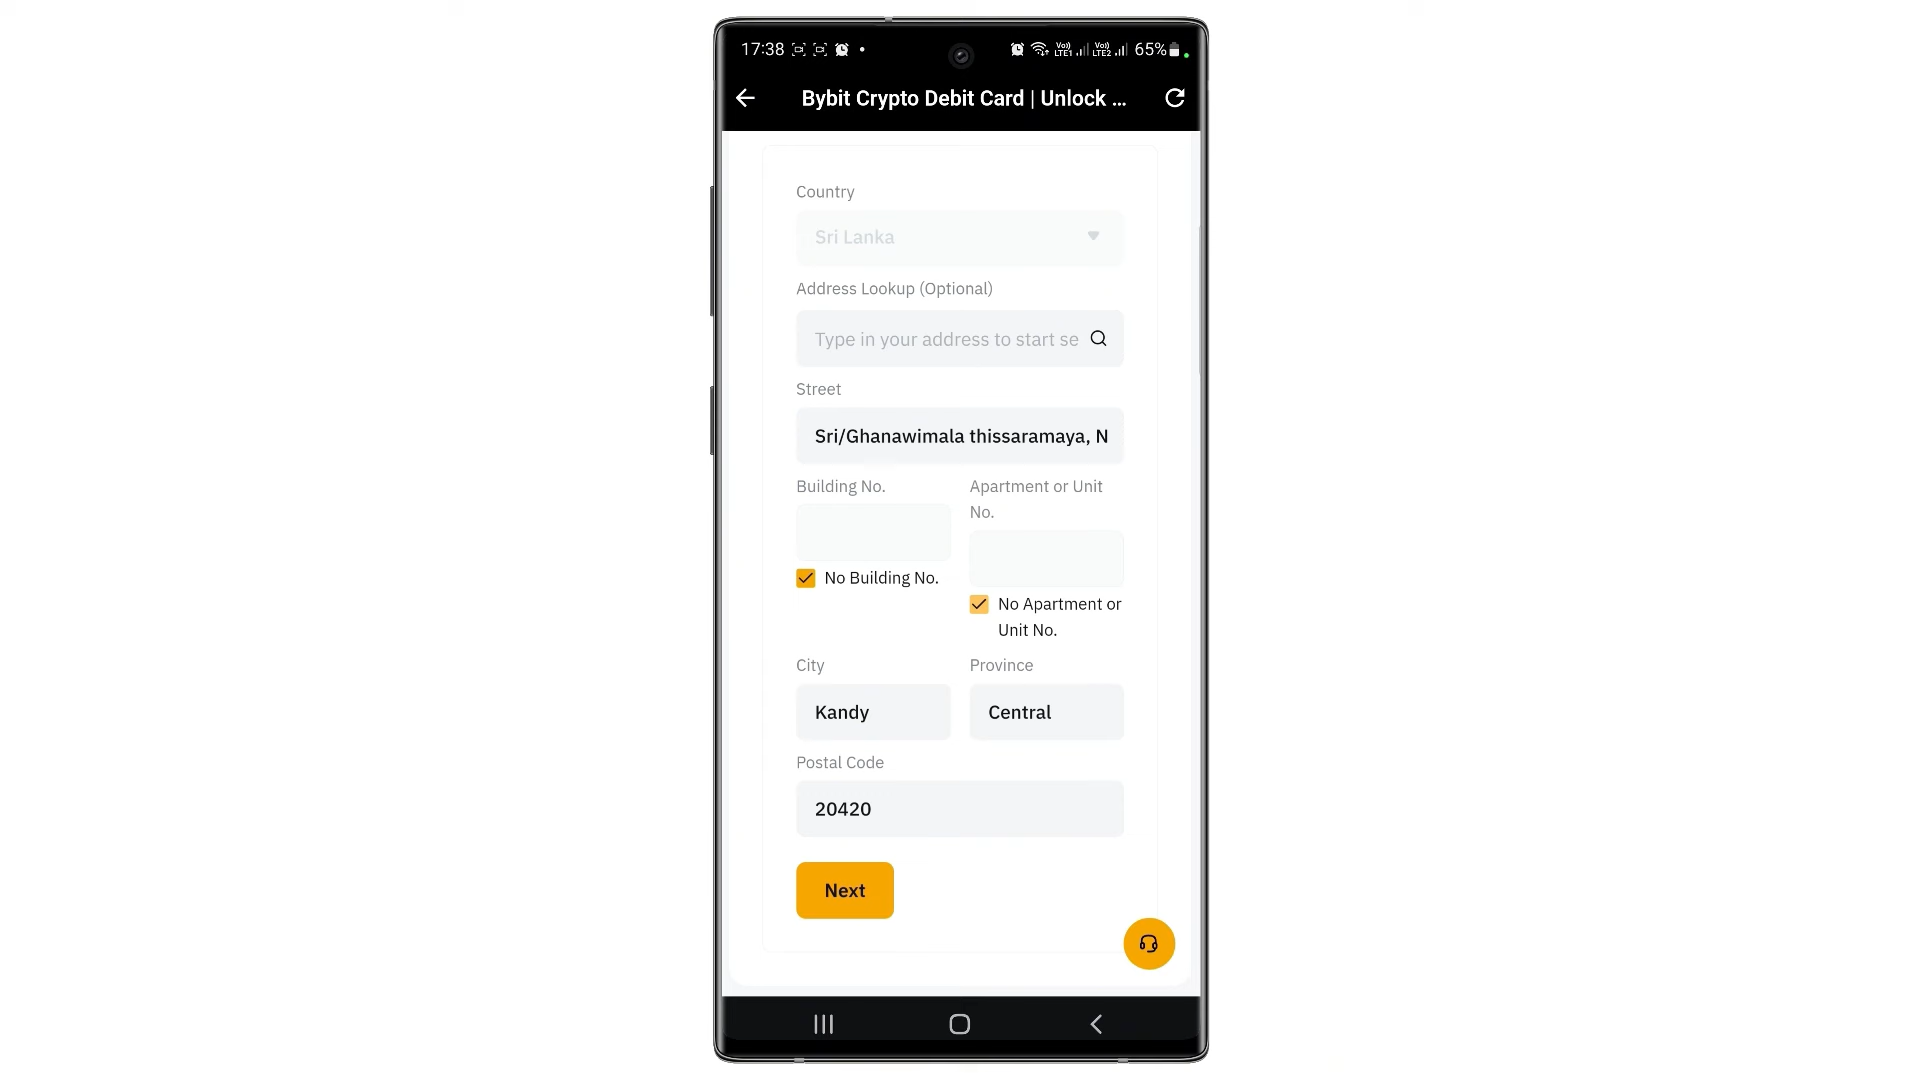 17:38 65%
Bybit Crypto Debit Card | Unlock ...
Country
Sri Lanka
Address Lookup (Optional)
Type in your address to start se
Street
Sri/Ghanawimala thissaramaya, N
Building No.
Apartment or Unit
No.
No Building No.
No Apartment or
Unit No.
City
Province
Kandy
Central
Postal Code
20420
Next